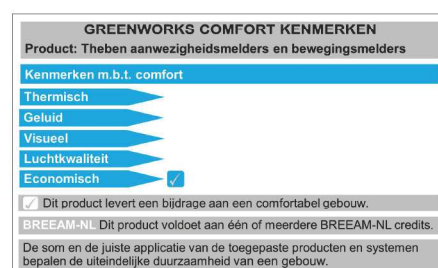 GREENWORKS COMFORT KENMERKEN
Product: Theben aanwezigheidsmelders en bewegingsmelders
Kenmerken m.b.t. comfort
Thermisch
Geluid
Visueel
Luchtkwaliteit
Economisch
Dit product levert een bijdrage aan een comfortabel gebouw.
BREEAM-NL Dit product voldoet aan één of meerdere BREEAM-NL credits.
De som en de juiste applicatie van de toegepaste producten en systemen
bepalen de uiteindelijke duurzaamheid van een gebouw.